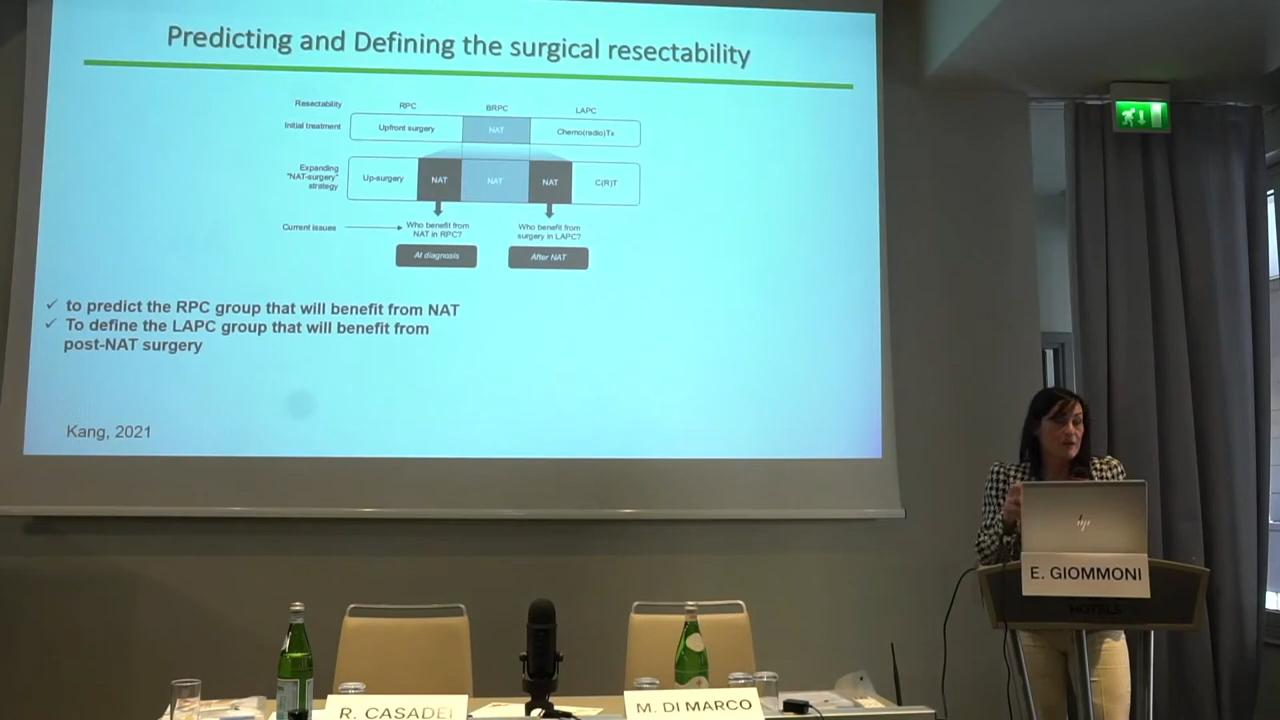 Predicting and Defining the surgical resectability
Resectability
RPC
BRPC
LAPC
Initial treatment
Upfront surgery
NAT
Chemo(radio)Tx
Expanding
"NAT-surgery"
strategy
Up-surgery
NAT
NAT
NAT
C(R)T
Current issues
Who benefit from
NAT in RPC?
Who benefit from
surgery in LAPC?
At diagnosis
After NAT
✓ to predict the RPC group that will benefit from NAT
✓ To define the LAPC group that will benefit from
post-NAT surgery
Kang, 2021
hp
E. GIOMMONI
HOTELS
R. CASADEI
M. DI MARCO